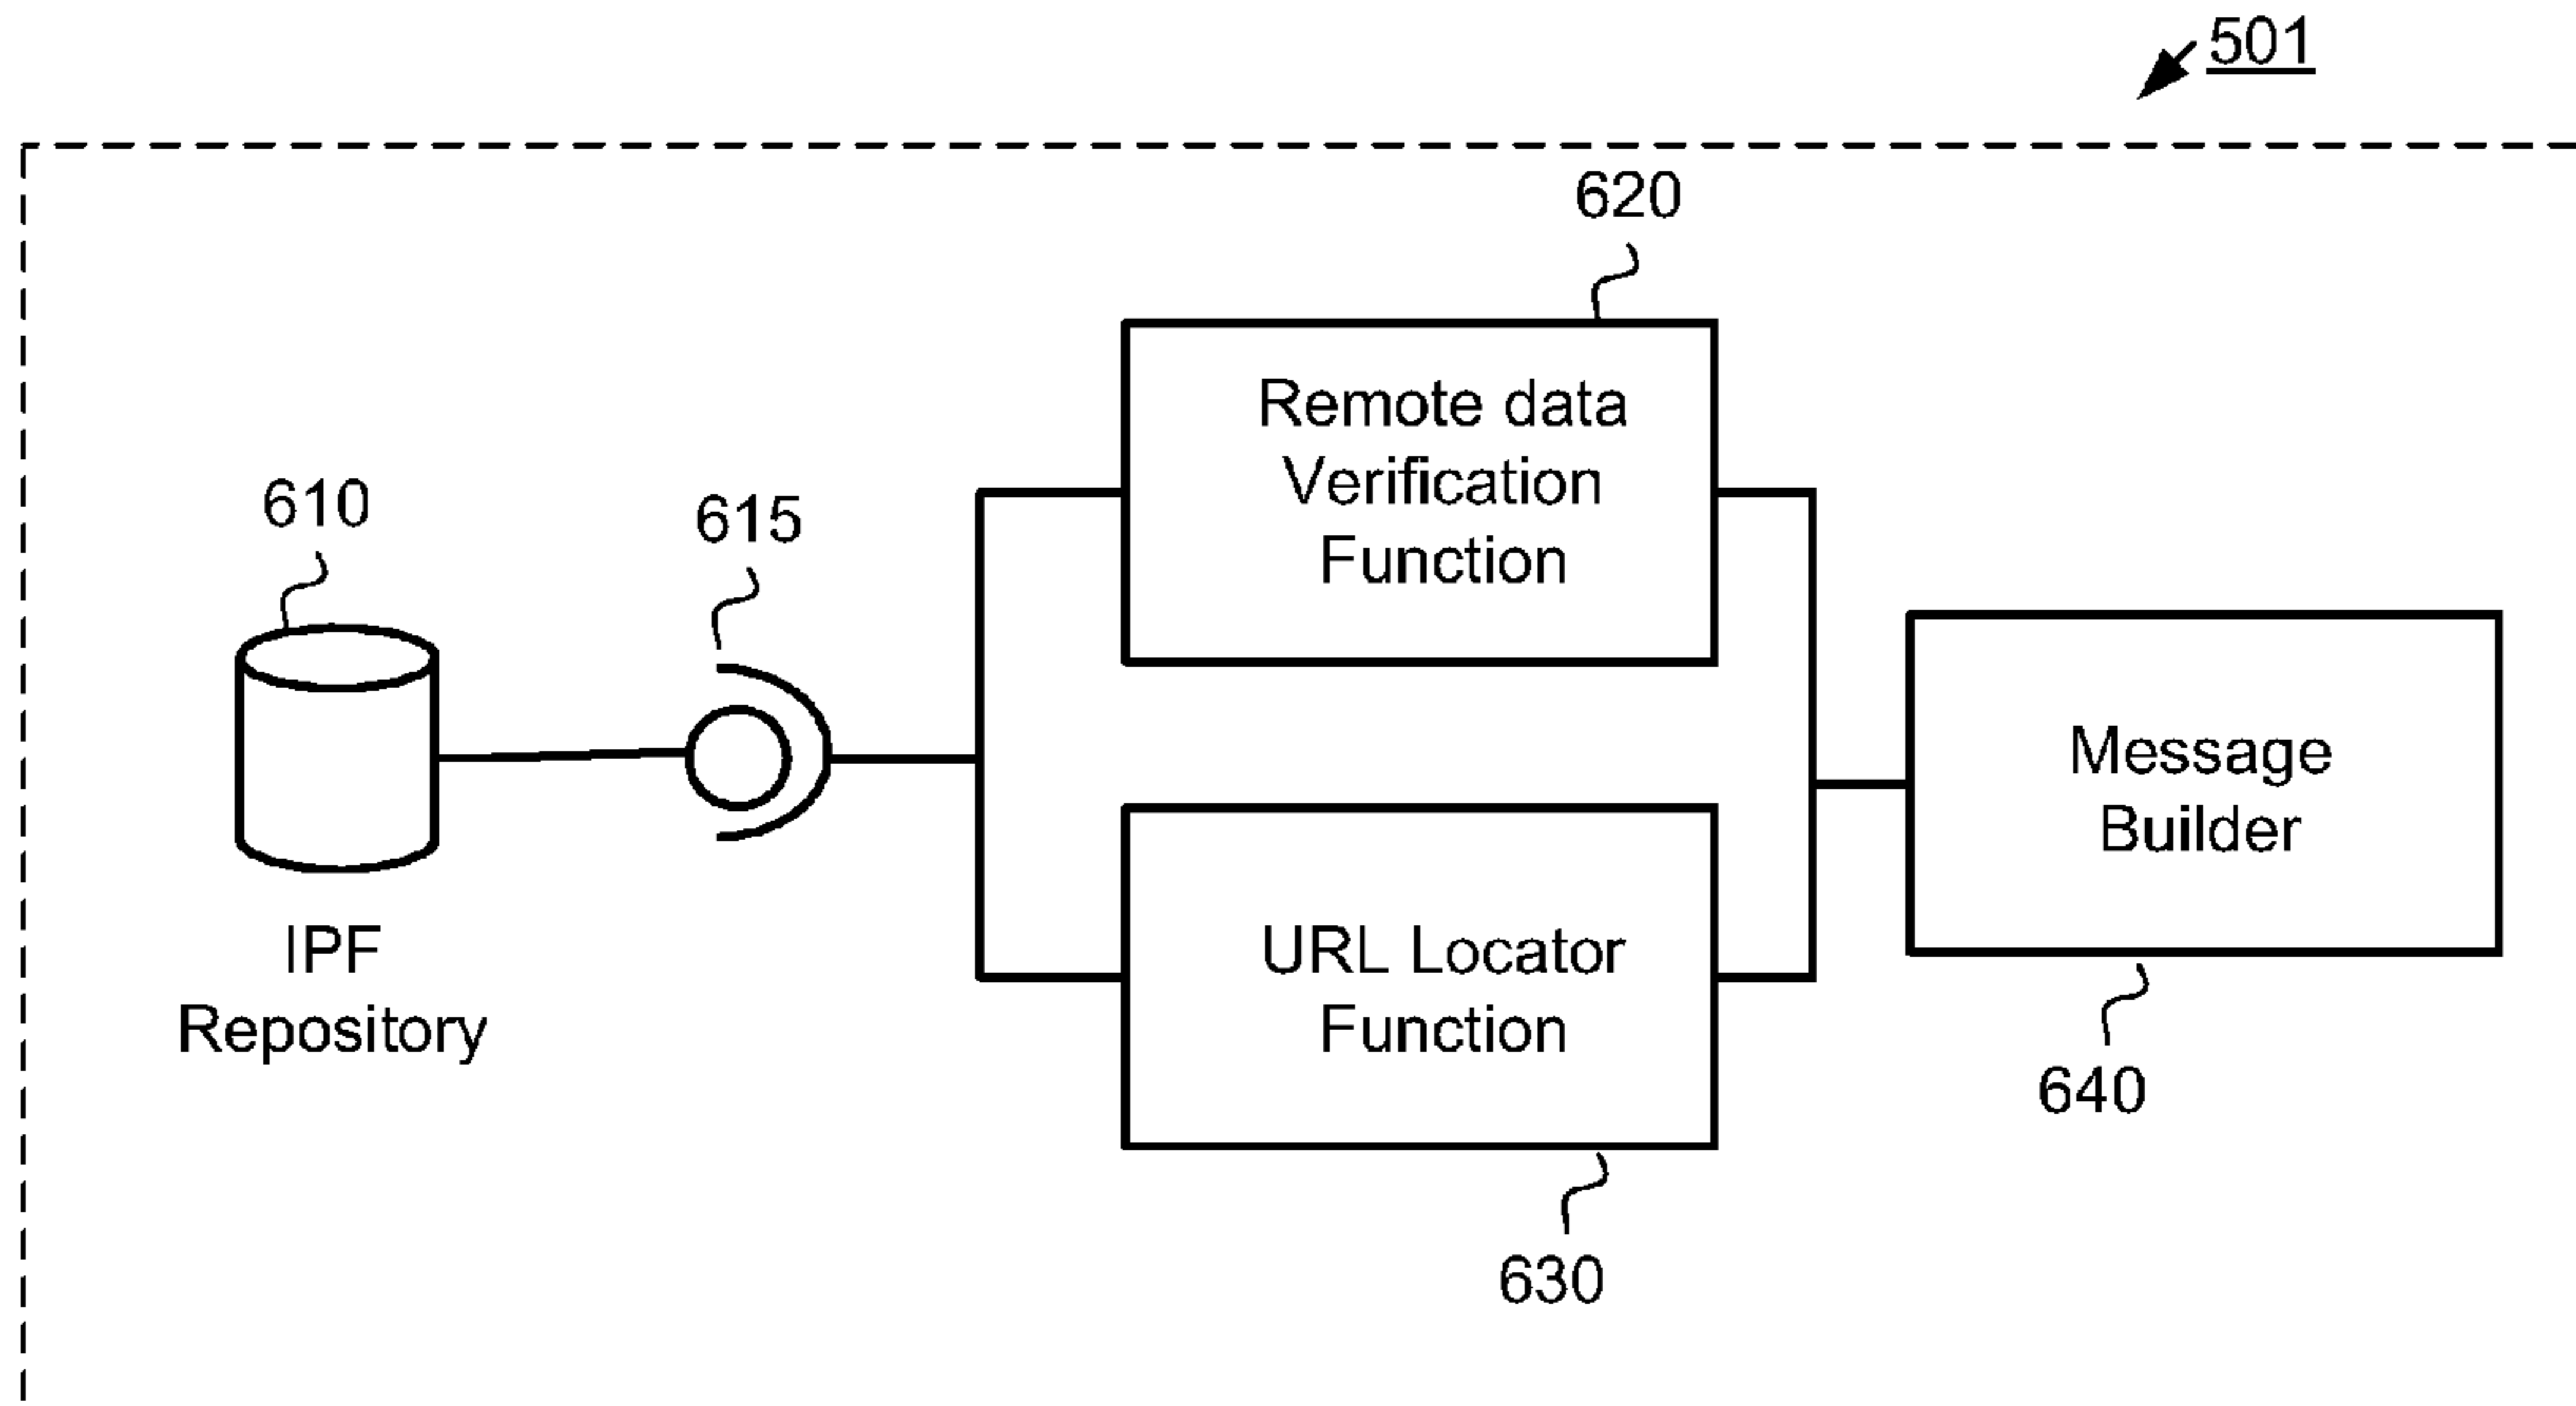 501
620
Remote data
Verification
Function
610
615
IPF
Repository
Message
Builder
URL Locator
Function
640
630